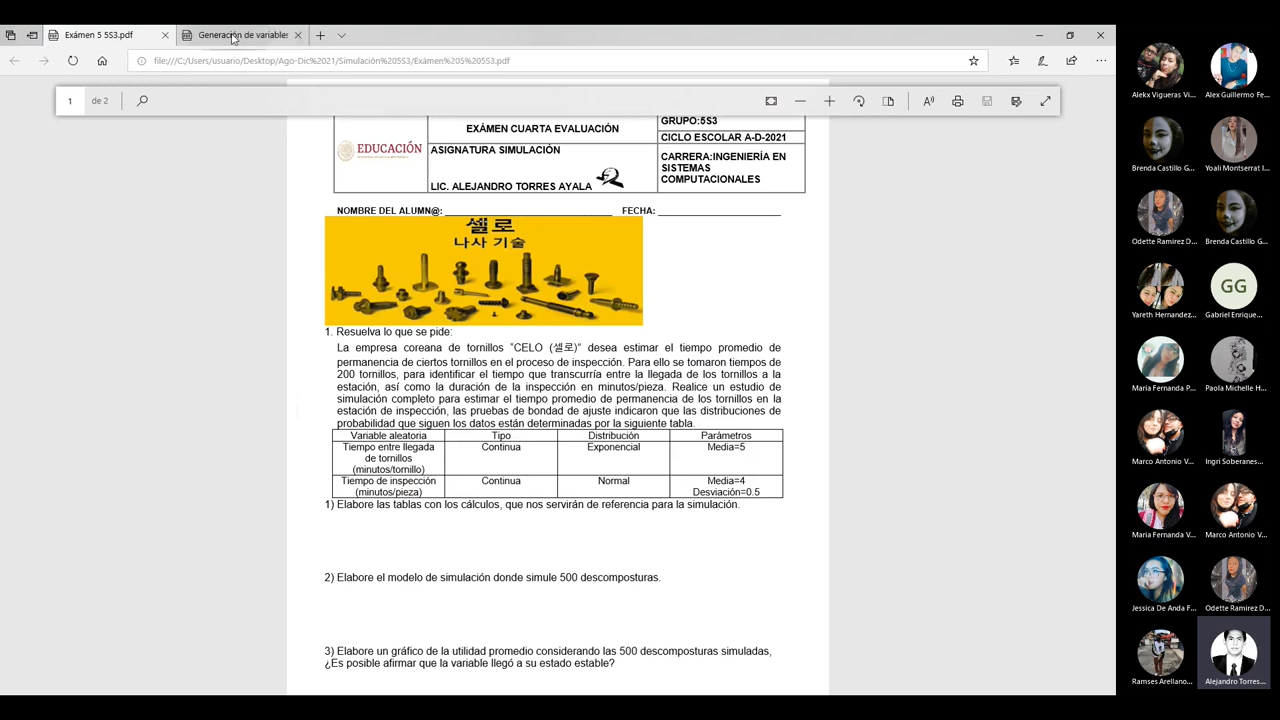 Exámen 5 5S3.pdf
Generación de variables
file:///C:/Users/usuario/Desktop/Ago-Dic%2021/Simulación%205S3/Exámen%205%205S3.pdf
1 de 2
EXÁMEN CUARTA EVALUACIÓN
GRUPO:5S3
CICLO ESCOLAR A-D-2021
EDUCACIÓN
ASIGNATURA SIMULACIÓN
LIC. ALEJANDRO TORRES AYALA
CARRERA:INGENIERÍA EN
SISTEMAS
COMPUTACIONALES
NOMBRE DEL ALUMN@: FECHA:
셀로
나사 기술
1. Resuelva lo que se pide:
La empresa coreana de tornillos "CELO (셀로)" desea estimar el tiempo promedio de
permanencia de ciertos tornillos en el proceso de inspección. Para ello se tomaron tiempos de
200 tornillos, para identificar el tiempo que transcurría entre la llegada de los tornillos a la
estación, así como la duración de la inspección en minutos/pieza. Realice un estudio de
simulación completo para estimar el tiempo promedio de permanencia de los tornillos en la
estación de inspección, las pruebas de bondad de ajuste indicaron que las distribuciones de
probabilidad que siguen los datos están determinadas por la siguiente tabla.
Variable aleatoria Tipo Distribución Parámetros
Tiempo entre llegada Continua Exponencial Media=5
de tornillos
(minutos/tornillo)
Tiempo de inspección Continua Normal Media=4
(minutos/pieza) Desviación=0.5
1) Elabore las tablas con los cálculos, que nos servirán de referencia para la simulación.
2) Elabore el modelo de simulación donde simule 500 descomposturas.
3) Elabore un gráfico de la utilidad promedio considerando las 500 descomposturas simuladas,
¿Es posible afirmar que la variable llegó a su estado estable?
Alekx Vigueras Vi... Alex Guillermo Fe...
Brenda Castillo G... Yoali Montserrat I...
Odette Ramirez D... Brenda Castillo G...
GG
Yareth Hernandez... Gabriel Enrique...
María Fernanda P... Paola Michelle H...
Marco Antonio V... Ingri Soberanes...
Maria Fernanda V... Marco Antonio V...
Jessica De Anda F... Odette Ramirez D...
Ramses Arellano... Alejandro Torres...